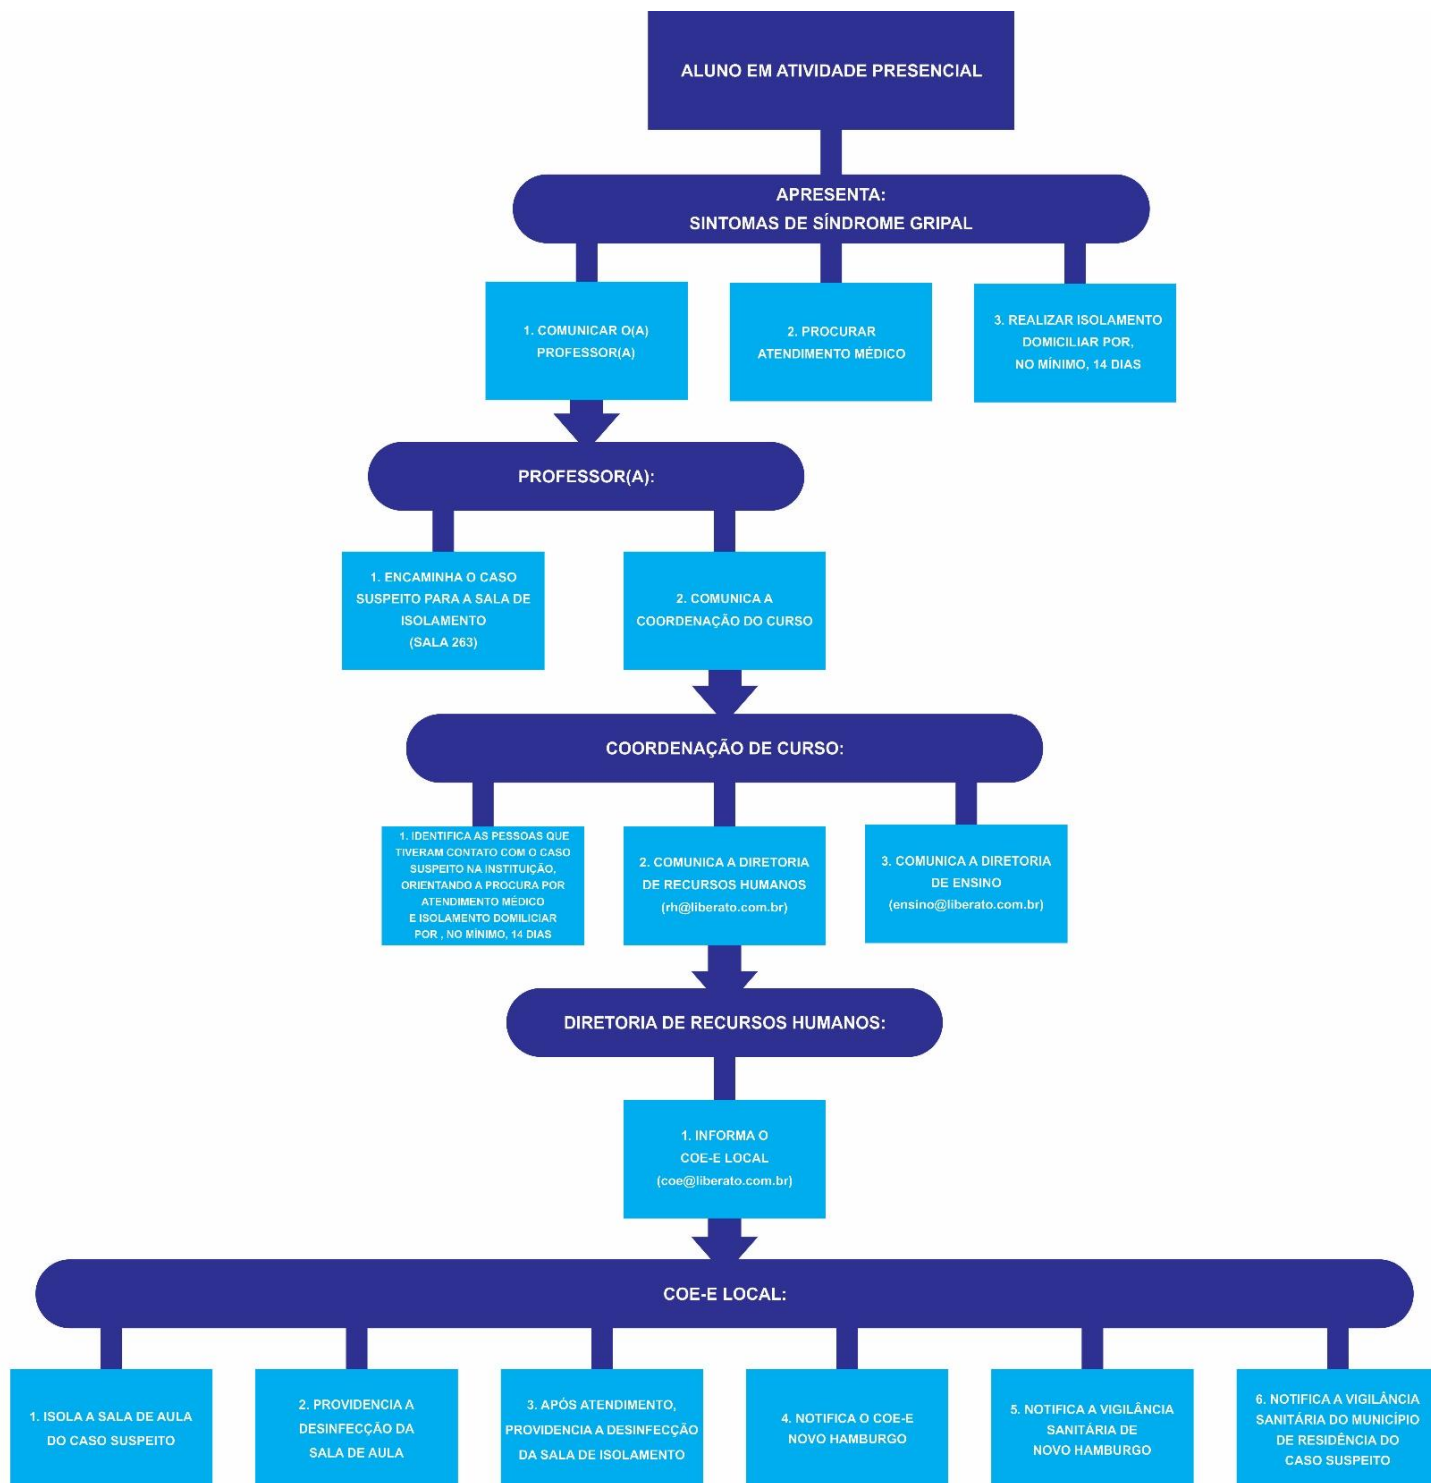 ALUNO EM ATIVIDADE PRESENCIAL
APRESENTA:
SINTOMAS DE SÍNDROME GRIPAL
1. COMUNICAR O(A)
PROFESSOR(A)
2. PROCURAR
ATENDIMENTO MÉDICO
3. REALIZAR ISOLAMENTO
DOMICILIAR POR,
NO MÍNIMO, 14 DIAS
PROFESSOR(A):
1. ENCAMINHA O CASO
SUSPEITO PARA A SALA DE
ISOLAMENTO
(SALA 263)
2. COMUNICA A
COORDENAÇÃO DO CURSO
COORDENAÇÃO DE CURSO:
1. IDENTIFICA AS PESSOAS QUE
TIVERAM CONTATO COM O CASO
SUSPEITO NA INSTITUIÇÃO,
ORIENTANDO A PROCURA POR
ATENDIMENTO MÉDICO
E ISOLAMENTO DOMILICIAR
POR , NO MÍNIMO, 14 DIAS
2. COMUNICA A DIRETORIA
DE RECURSOS HUMANOS
(rh@liberato.com.br)
3. COMUNICA A DIRETORIA
DE ENSINO
(ensino@liberato.com.br)
DIRETORIA DE RECURSOS HUMANOS:
1. INFORMA O
COE-E LOCAL
(coe@liberato.com.br)
COE-E LOCAL:
1. ISOLA A SALA DE AULA
DO CASO SUSPEITO
2. PROVIDENCIA A
DESINFECÇÃO DA
SALA DE AULA
3. APÓS ATENDIMENTO,
PROVIDENCIA A DESINFECÇÃO
DA SALA DE ISOLAMENTO
4. NOTIFICA O COE-E
NOVO HAMBURGO
5. NOTIFICA A VIGILÂNCIA
SANITÁRIA DE
NOVO HAMBURGO
6. NOTIFICA A VIGILÂNCIA
SANITÁRIA DO MUNICÍPIO
DE RESIDÊNCIA DO
CASO SUSPEITO